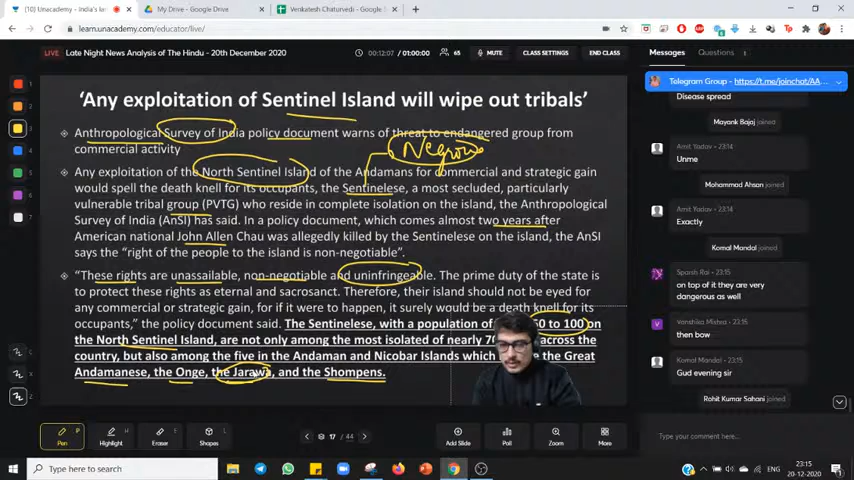 (10) Unacademy - India's le
My Drive - Google Drive
Venkatesh Chaturvedi - Google S
learn.unacademy.com/educator/live/
LIVE Late Night News Analysis of The Hindu - 20th December 2020
00:12:07 / 01:00:00
65
MUTE
CLASS SETTINGS
END CLASS
Messages
Questions 1
1
2
3
4
5
6
7
'Any exploitation of Sentinel Island will wipe out tribals'
Anthropological Survey of India policy document warns of threat to endangered group from
commercial activity
Any exploitation of the North Sentinel Island of the Andamans for commercial and strategic gain
would spell the death knell for its occupants, the Sentinelese, a most secluded, particularly
vulnerable tribal group (PVTG) who reside in complete isolation on the island, the Anthropological
Survey of India (AnSI) has said. In a policy document, which comes almost two years after
American national John Allen Chau was allegedly killed by the Sentinelese on the island, the AnSI
says the "right of the people to the island is non-negotiable".
"These rights are unassailable, non-negotiable and uninfringeable. The prime duty of the state is
to protect these rights as eternal and sacrosanct. Therefore, their island should not be eyed for
any commercial or strategic gain, for if it were to happen, it surely would be a death knell for its
occupants," the policy document said. The Sentinelese, with a population of 50 to 100 on
the North Sentinel Island, are not only among the most isolated of nearly across the
country, but also among the five in the Andaman and Nicobar Islands which the Great
Andamanese, the Onge, the Jarawa, and the Shompens.
Telegram Group - https://t.me/joinchat/AA...
Disease spread
Mayank Bajaj joined
Amit Yadav 23:14
Unme
Mohammad Ahsan joined
Amit Yadav 23:14
Exactly
Komal Mandal joined
Sparsh Rai 23:15
on top of it they are very
dangerous as well
Vanshika Mishra 23:15
then bow
Komal Mandal 23:15
Gud evening sir
Rohit Kumar Sahani joined
Type your comment here...
Pen
P
Highlight
H
Eraser
E
Shapes
17 / 44
Add Slide
Poll
Zoom
More
Type here to search
ENG
23:15
20-12-2020